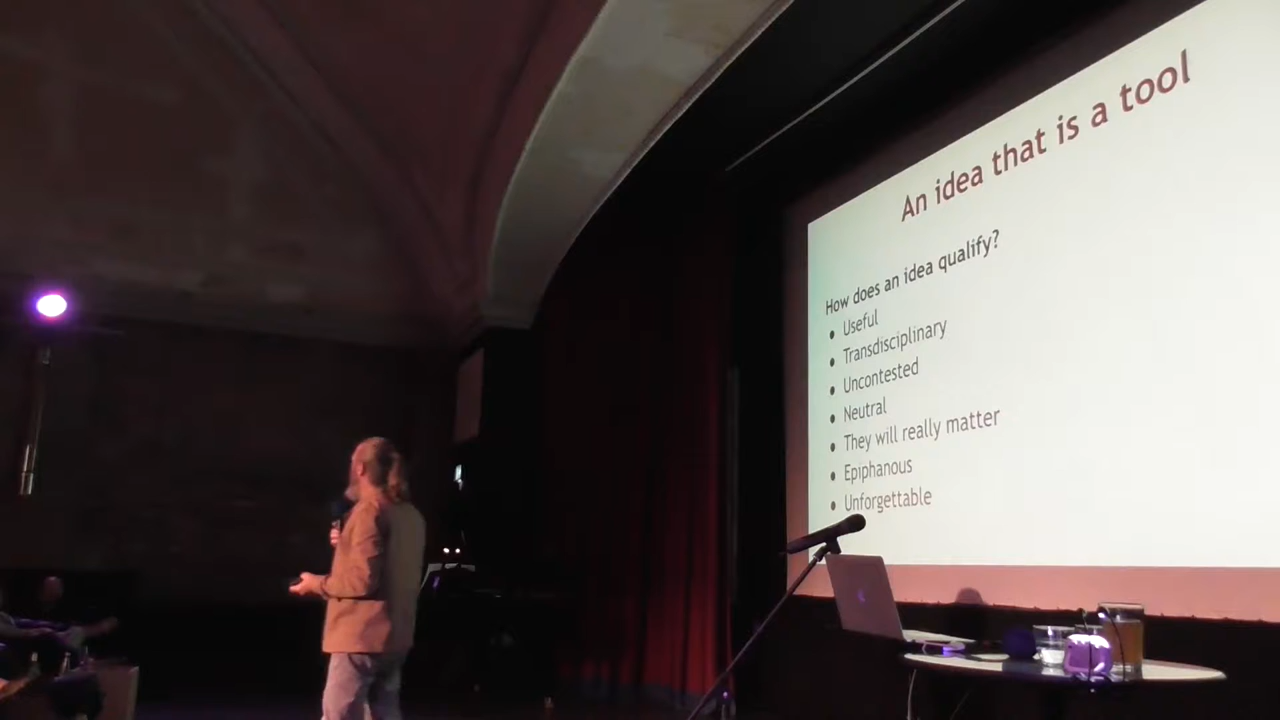 An idea that is a tool
How does an idea qualify?
• Useful
• Transdisciplinary
• Uncontested
• Neutral
• They will really matter
• Epiphanous
• Unforgettable